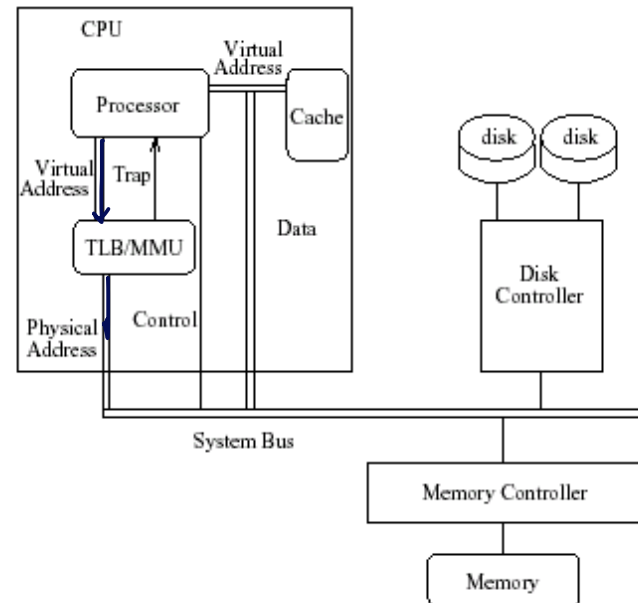 CPU
Virtual
Address
Processor
Cache
disk
disk
Virtual
Address
Trap
TLB/MMU
Data
Disk
Controller
Physical
Address
Control
System Bus
Memory Controller
Memory